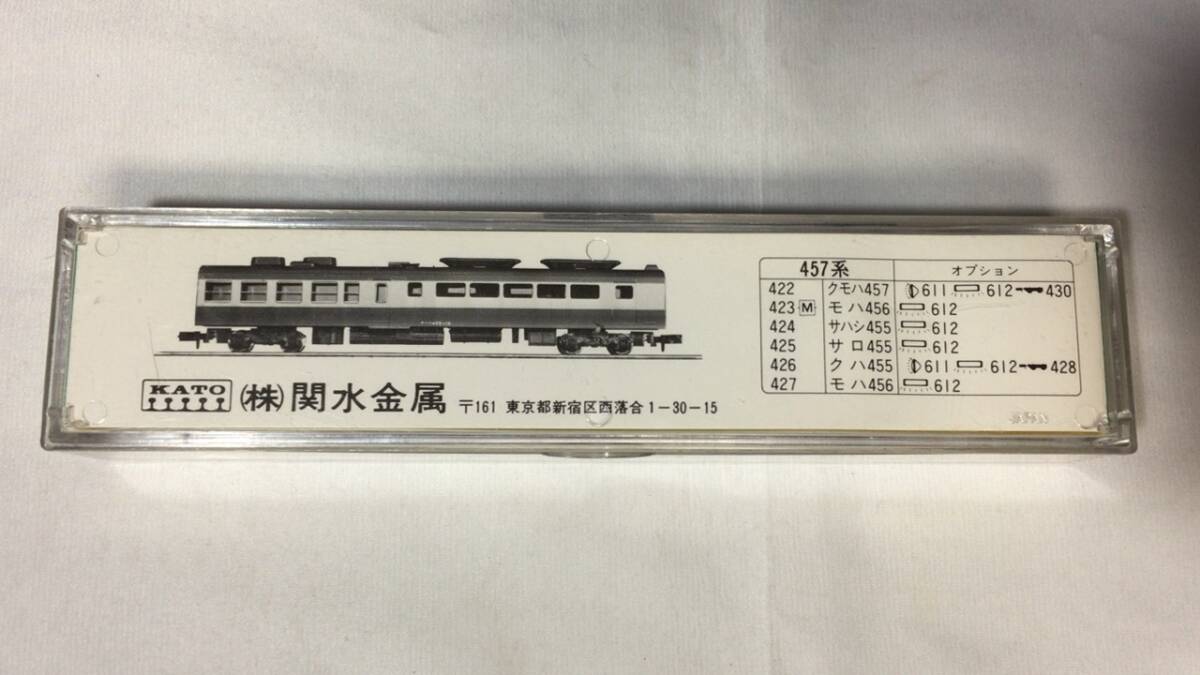 457系 オプション
422 クモハ457 611 612 430
423 M モハ456 612
424 サハシ455 612
425 サロ455 612
426 クハ455 611 612 428
427 モハ456 612
KATO (株)関水金属 〒161 東京都新宿区西落合1-30-15